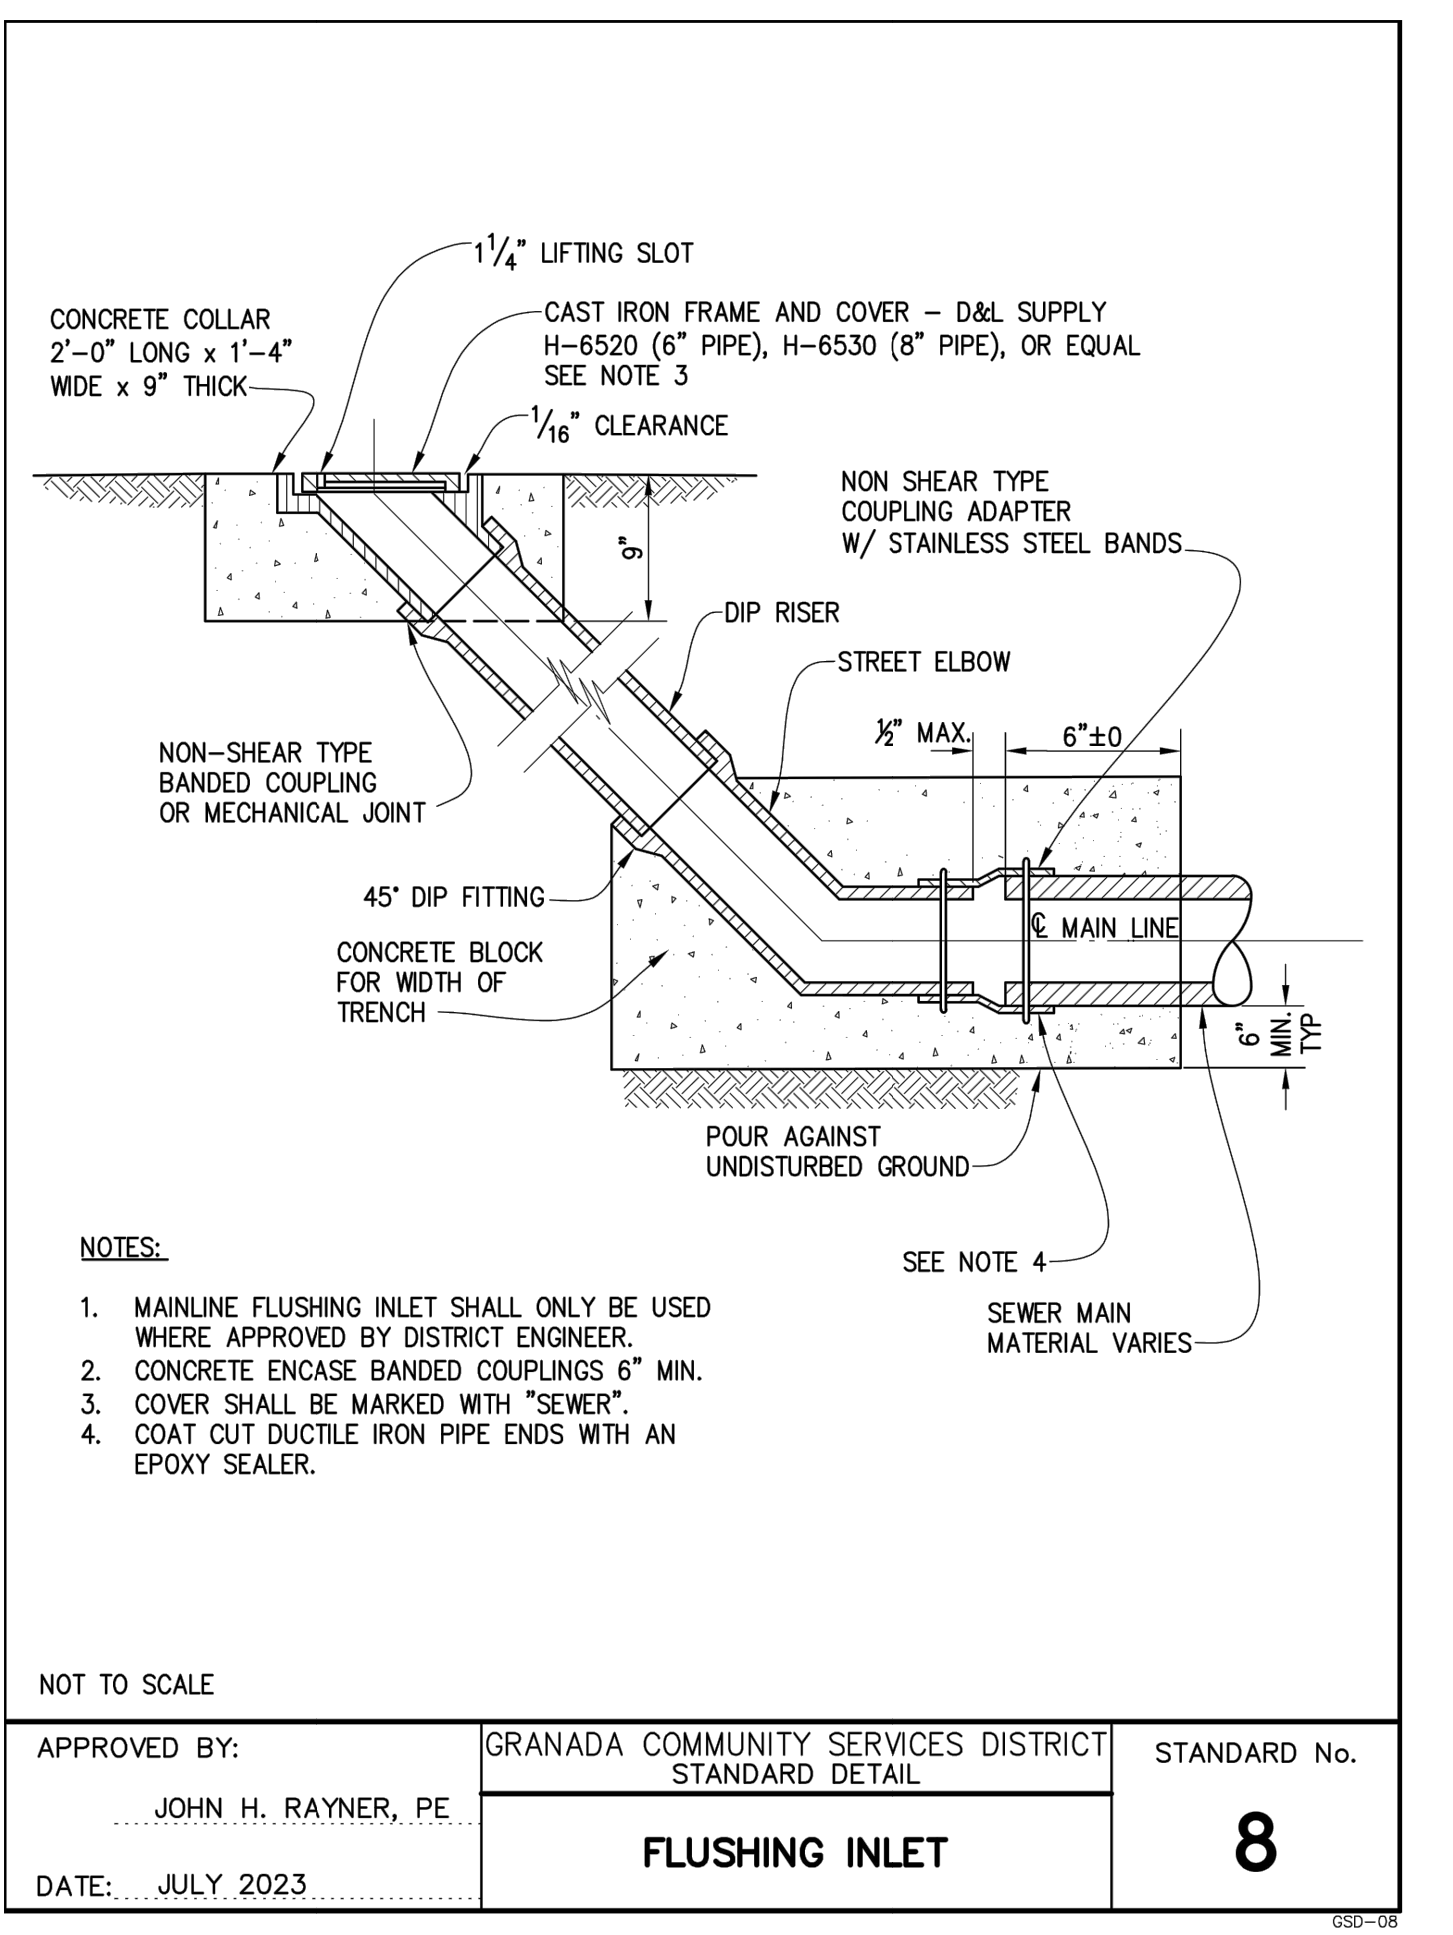 1 1/4" LIFTING SLOT
CONCRETE COLLAR
2'-0" LONG x 1'-4"
WIDE x 9" THICK
CAST IRON FRAME AND COVER - D&L SUPPLY
H-6520 (6" PIPE), H-6530 (8" PIPE), OR EQUAL
SEE NOTE 3
1/16" CLEARANCE
NON SHEAR TYPE
COUPLING ADAPTER
W/ STAINLESS STEEL BANDS
9"
DIP RISER
STREET ELBOW
1/2" MAX.
6"±0
NON-SHEAR TYPE
BANDED COUPLING
OR MECHANICAL JOINT
45° DIP FITTING
CONCRETE BLOCK
FOR WIDTH OF
TRENCH
℄ MAIN LINE
6"
MIN.
TYP
POUR AGAINST
UNDISTURBED GROUND
SEE NOTE 4
SEWER MAIN
MATERIAL VARIES
NOTES:
1. MAINLINE FLUSHING INLET SHALL ONLY BE USED
WHERE APPROVED BY DISTRICT ENGINEER.
2. CONCRETE ENCASE BANDED COUPLINGS 6" MIN.
3. COVER SHALL BE MARKED WITH "SEWER".
4. COAT CUT DUCTILE IRON PIPE ENDS WITH AN
EPOXY SEALER.
NOT TO SCALE
APPROVED BY:
JOHN H. RAYNER, PE
DATE: JULY 2023
GRANADA COMMUNITY SERVICES DISTRICT
STANDARD DETAIL
FLUSHING INLET
STANDARD No.
8
GSD-08